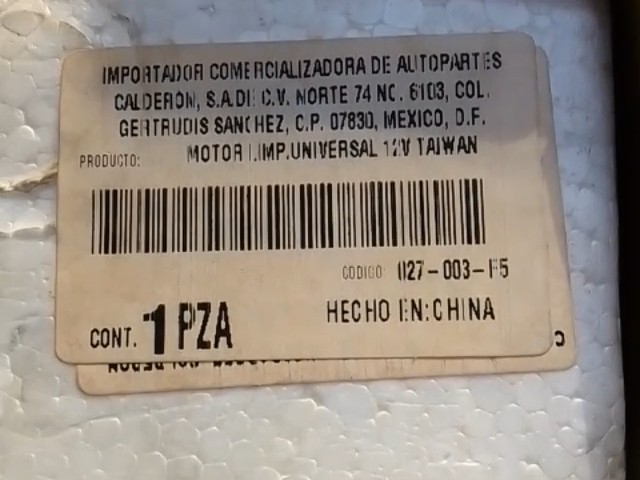 IMPORTADOR COMERCIALIZADORA DE AUTOPARTES
CALDERON, S.A.DE C.V. NORTE 74 NO. 6103, COL.
GERTRUDIS SANCHEZ, C.P. 07830, MEXICO, D.F.
PRODUCTO: MOTOR LIMP.UNIVERSAL 12V TAIWAN
CODIGO: 027-003-F5
CONT. 1 PZA HECHO EN: CHINA